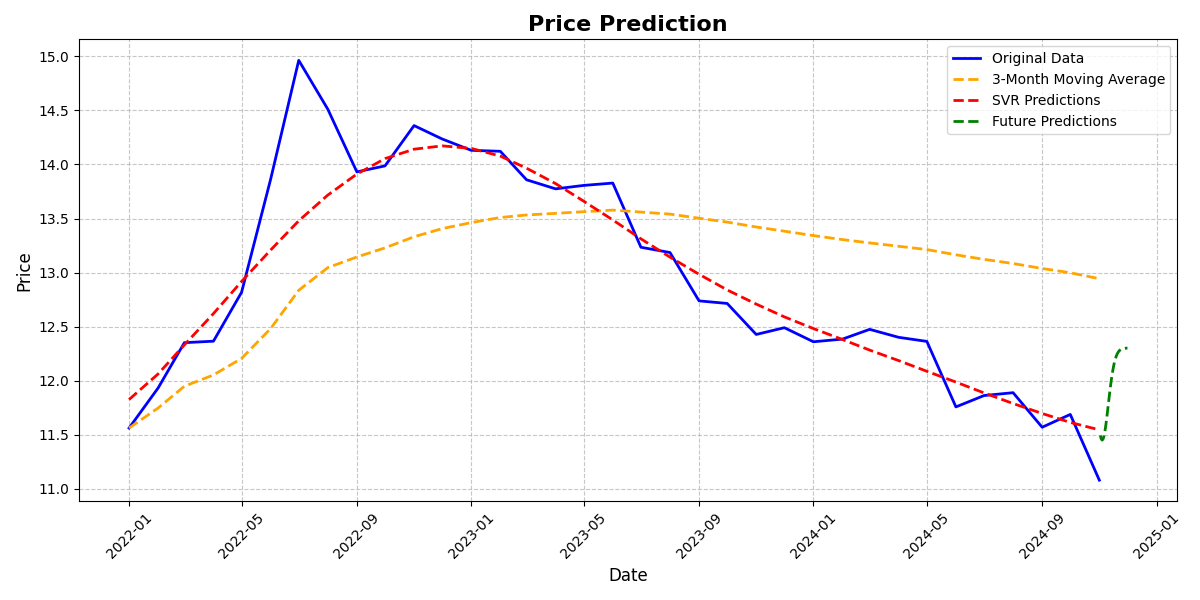 Price Prediction
Original Data
3-Month Moving Average
SVR Predictions
Future Predictions
Price
15.0
14.5
14.0
13.5
13.0
12.5
12.0
11.5
11.0
2022-01
2022-05
2022-09
2023-01
2023-05
2023-09
2024-01
2024-05
2024-09
2025-01
Date